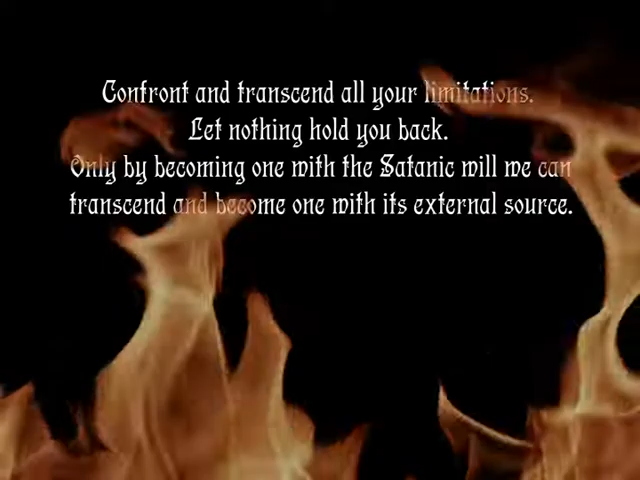 Confront and transcend all your limitations.
Let nothing hold you back.
Only by becoming one with the Satanic will we can
transcend and become one with its external source.